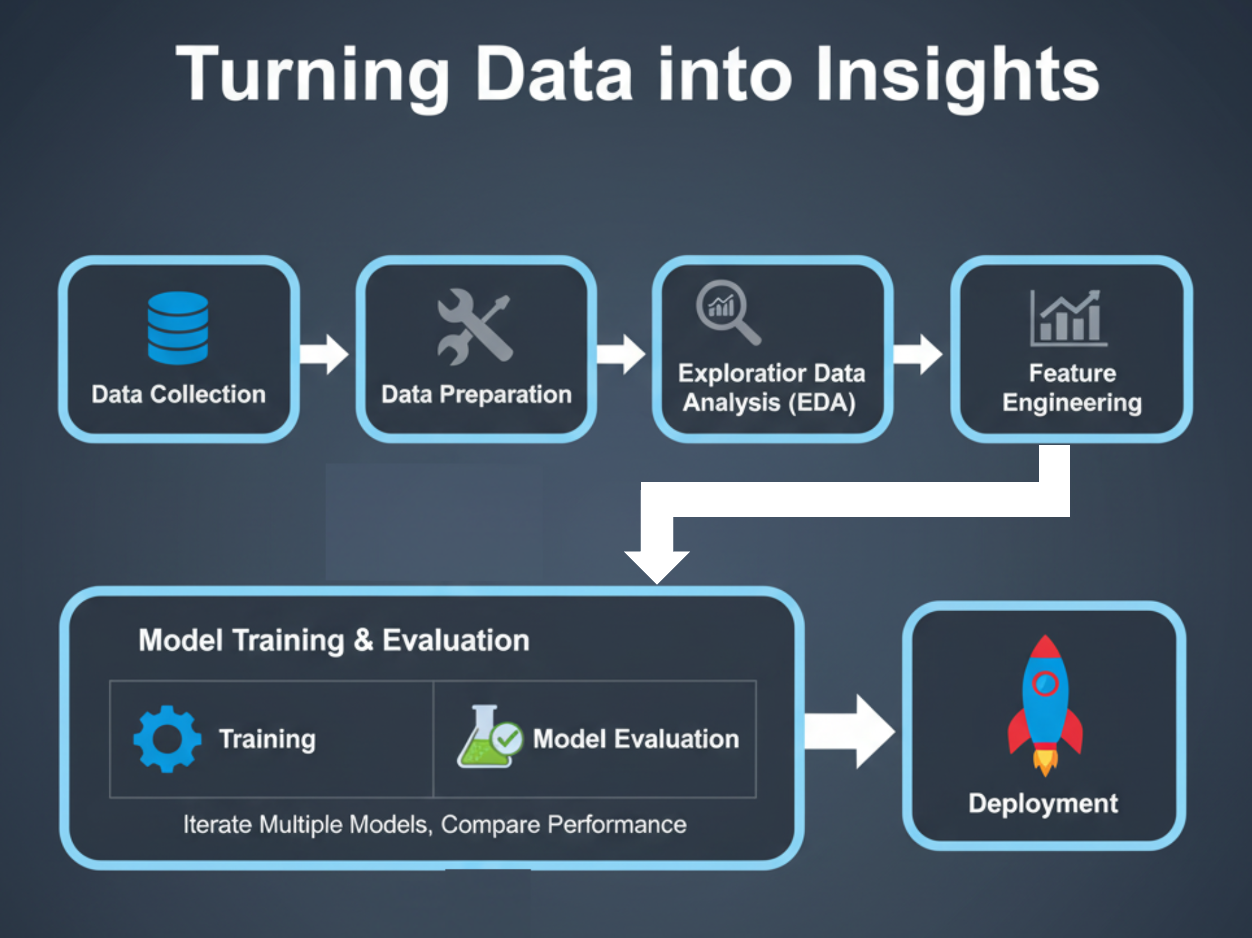 Turning Data into Insights
Data Collection
Data Preparation
Exploratior Data
Analysis (EDA)
Feature
Engineering
Model Training & Evaluation
Training
Model Evaluation
Iterate Multiple Models, Compare Performance
Deployment